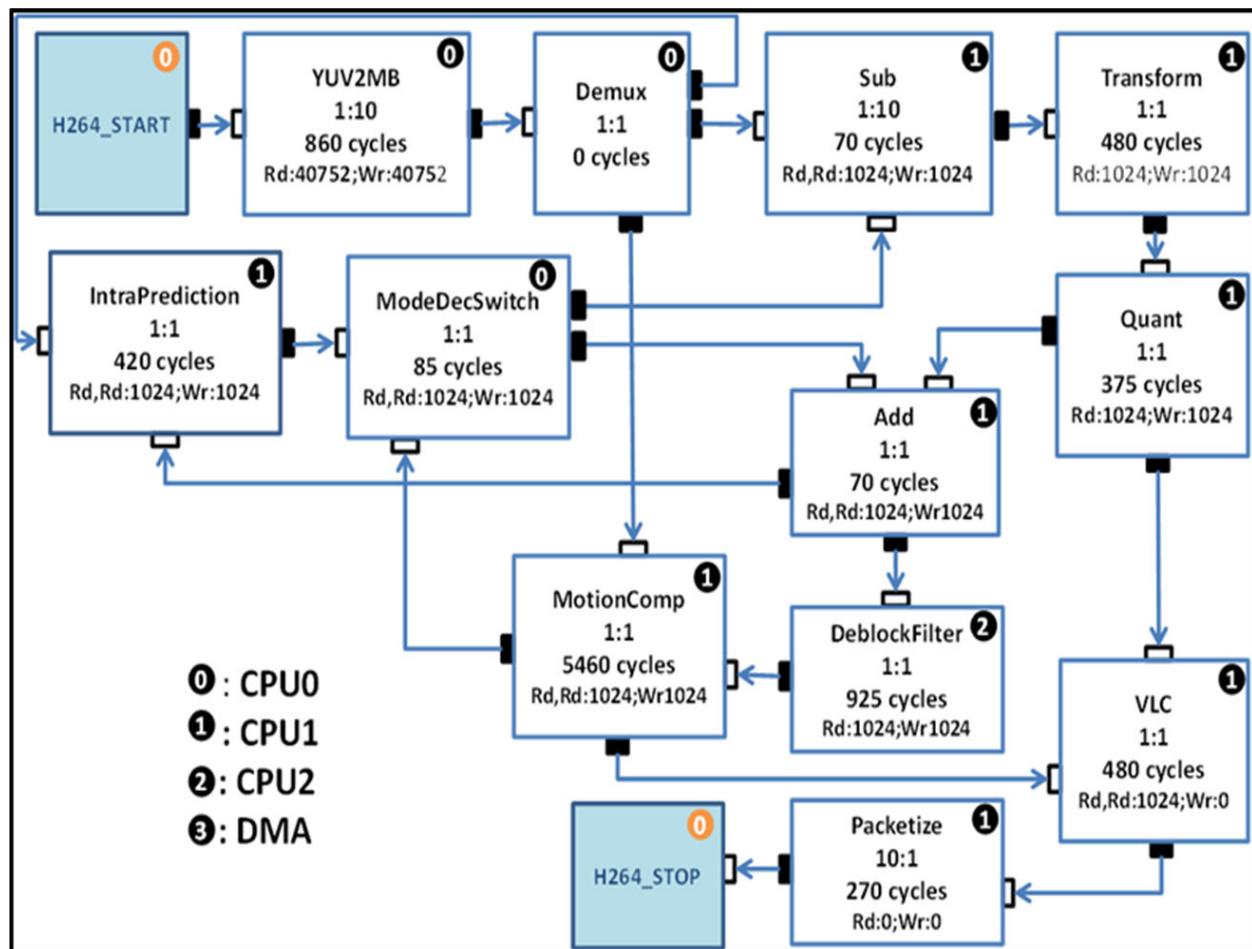 0
H264_START
0
YUV2MB
1:10
860 cycles
Rd:40752;Wr:40752
0
Demux
1:1
0 cycles
1
Sub
1:10
70 cycles
Rd,Rd:1024;Wr:1024
1
Transform
1:1
480 cycles
Rd:1024;Wr:1024
1
IntraPrediction
1:1
420 cycles
Rd,Rd:1024;Wr:1024
0
ModeDecSwitch
1:1
85 cycles
Rd,Rd:1024;Wr:1024
1
Quant
1:1
375 cycles
Rd:1024;Wr:1024
1
Add
1:1
70 cycles
Rd,Rd:1024;Wr1024
1
MotionComp
1:1
5460 cycles
Rd,Rd:1024;Wr1024
2
DeblockFilter
1:1
925 cycles
Rd:1024;Wr1024
1
VLC
1:1
480 cycles
Rd,Rd:1024;Wr:0
0 : CPU0
1 : CPU1
2 : CPU2
3 : DMA
0
H264_STOP
1
Packetize
10:1
270 cycles
Rd:0;Wr:0